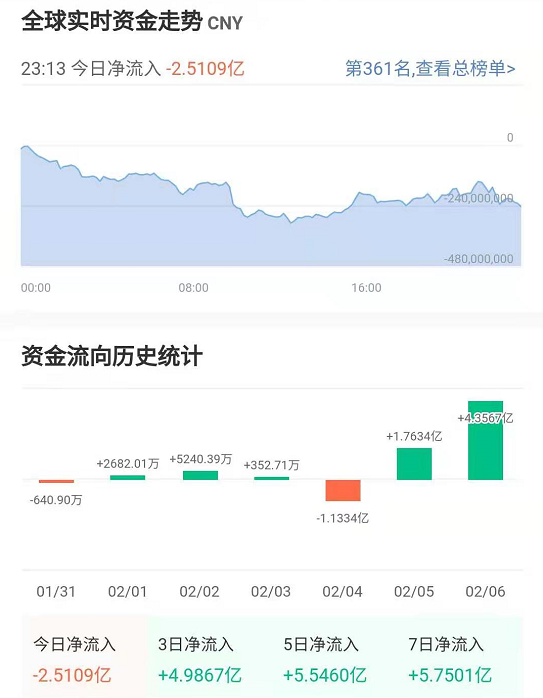 全球实时资金走势 CNY
23:13 今日净流入 -2.5109亿 第361名,查看总榜单>
0
-240,000,000
-480,000,000
00:00 08:00 16:00
资金流向历史统计
+4.3567亿
+1.7634亿
+2682.01万 +5240.39万 +352.71万
-640.90万
-1.1334亿
01/31 02/01 02/02 02/03 02/04 02/05 02/06
今日净流入 3日净流入 5日净流入 7日净流入
-2.5109亿 +4.9867亿 +5.5460亿 +5.7501亿